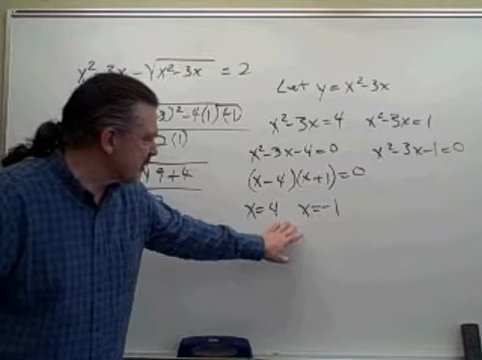 x²-3x-√x²-3x = 2
3)²-4(1)(-1)
2(1)
√9+4
Let y = x²-3x
x²-3x=4 x²-3x=1
x²-3x-4=0 x²-3x-1=0
(x-4)(x+1)=0
x=4 x=-1